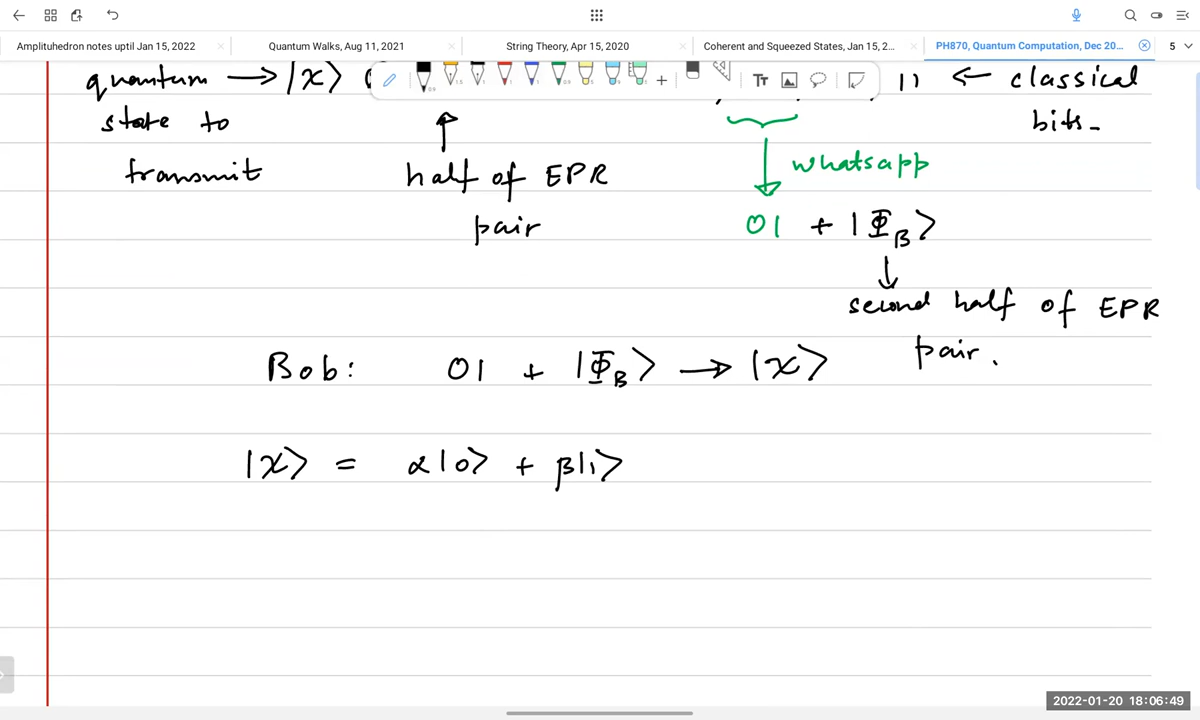 Amplituhedron notes uptil Jan 15, 2022 Quantum Walks, Aug 11, 2021 String Theory, Apr 15, 2020 Coherent and Squeezed States, Jan 15, 2... PH870, Quantum Computation, Dec 20... 5
quantum → |χ⟩ 11 ← classical
state to bits_
transmit half of EPR whatsapp
pair 01 + |Φ_B⟩
second half of EPR
pair.
Bob: 01 + |Φ_B⟩ → |χ⟩
|χ⟩ = α|0⟩ + β|1⟩
2022-01-20 18:06:49